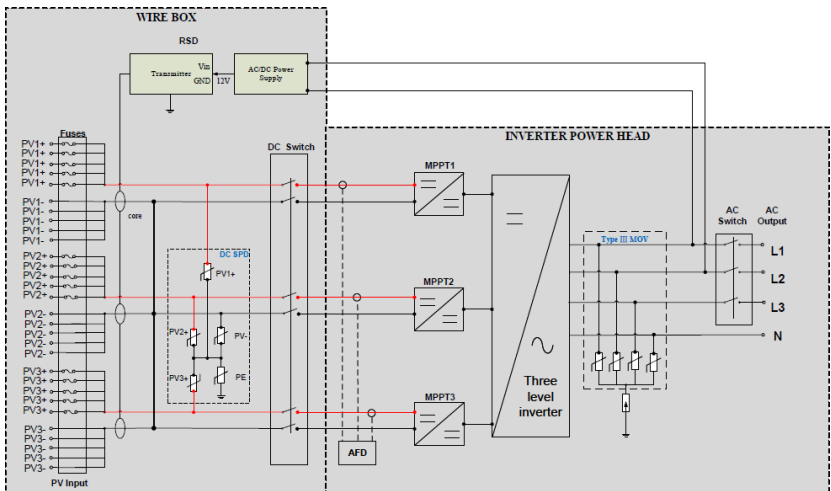 WIRE BOX
RSD
Transmitter
Vin
GND
12V
AC/DC Power
Supply
Fuses
DC Switch
INVERTER POWER HEAD
PV1+
PV1+
PV1+
PV1+
PV1+
PV1-
PV1-
PV1-
PV1-
PV1-
core
PV2+
PV2+
PV2+
PV2+
PV2+
PV2-
PV2-
PV2-
PV2-
PV2-
PV3+
PV3+
PV3+
PV3+
PV3+
PV3-
PV3-
PV3-
PV3-
PV3-
PV Input
DC SPD
PV1+
PV2+
PV-
PV3+
PE
MPPT1
MPPT2
MPPT3
AFD
Three
level
inverter
Type III MOV
AC
Switch
AC
Output
L1
L2
L3
N